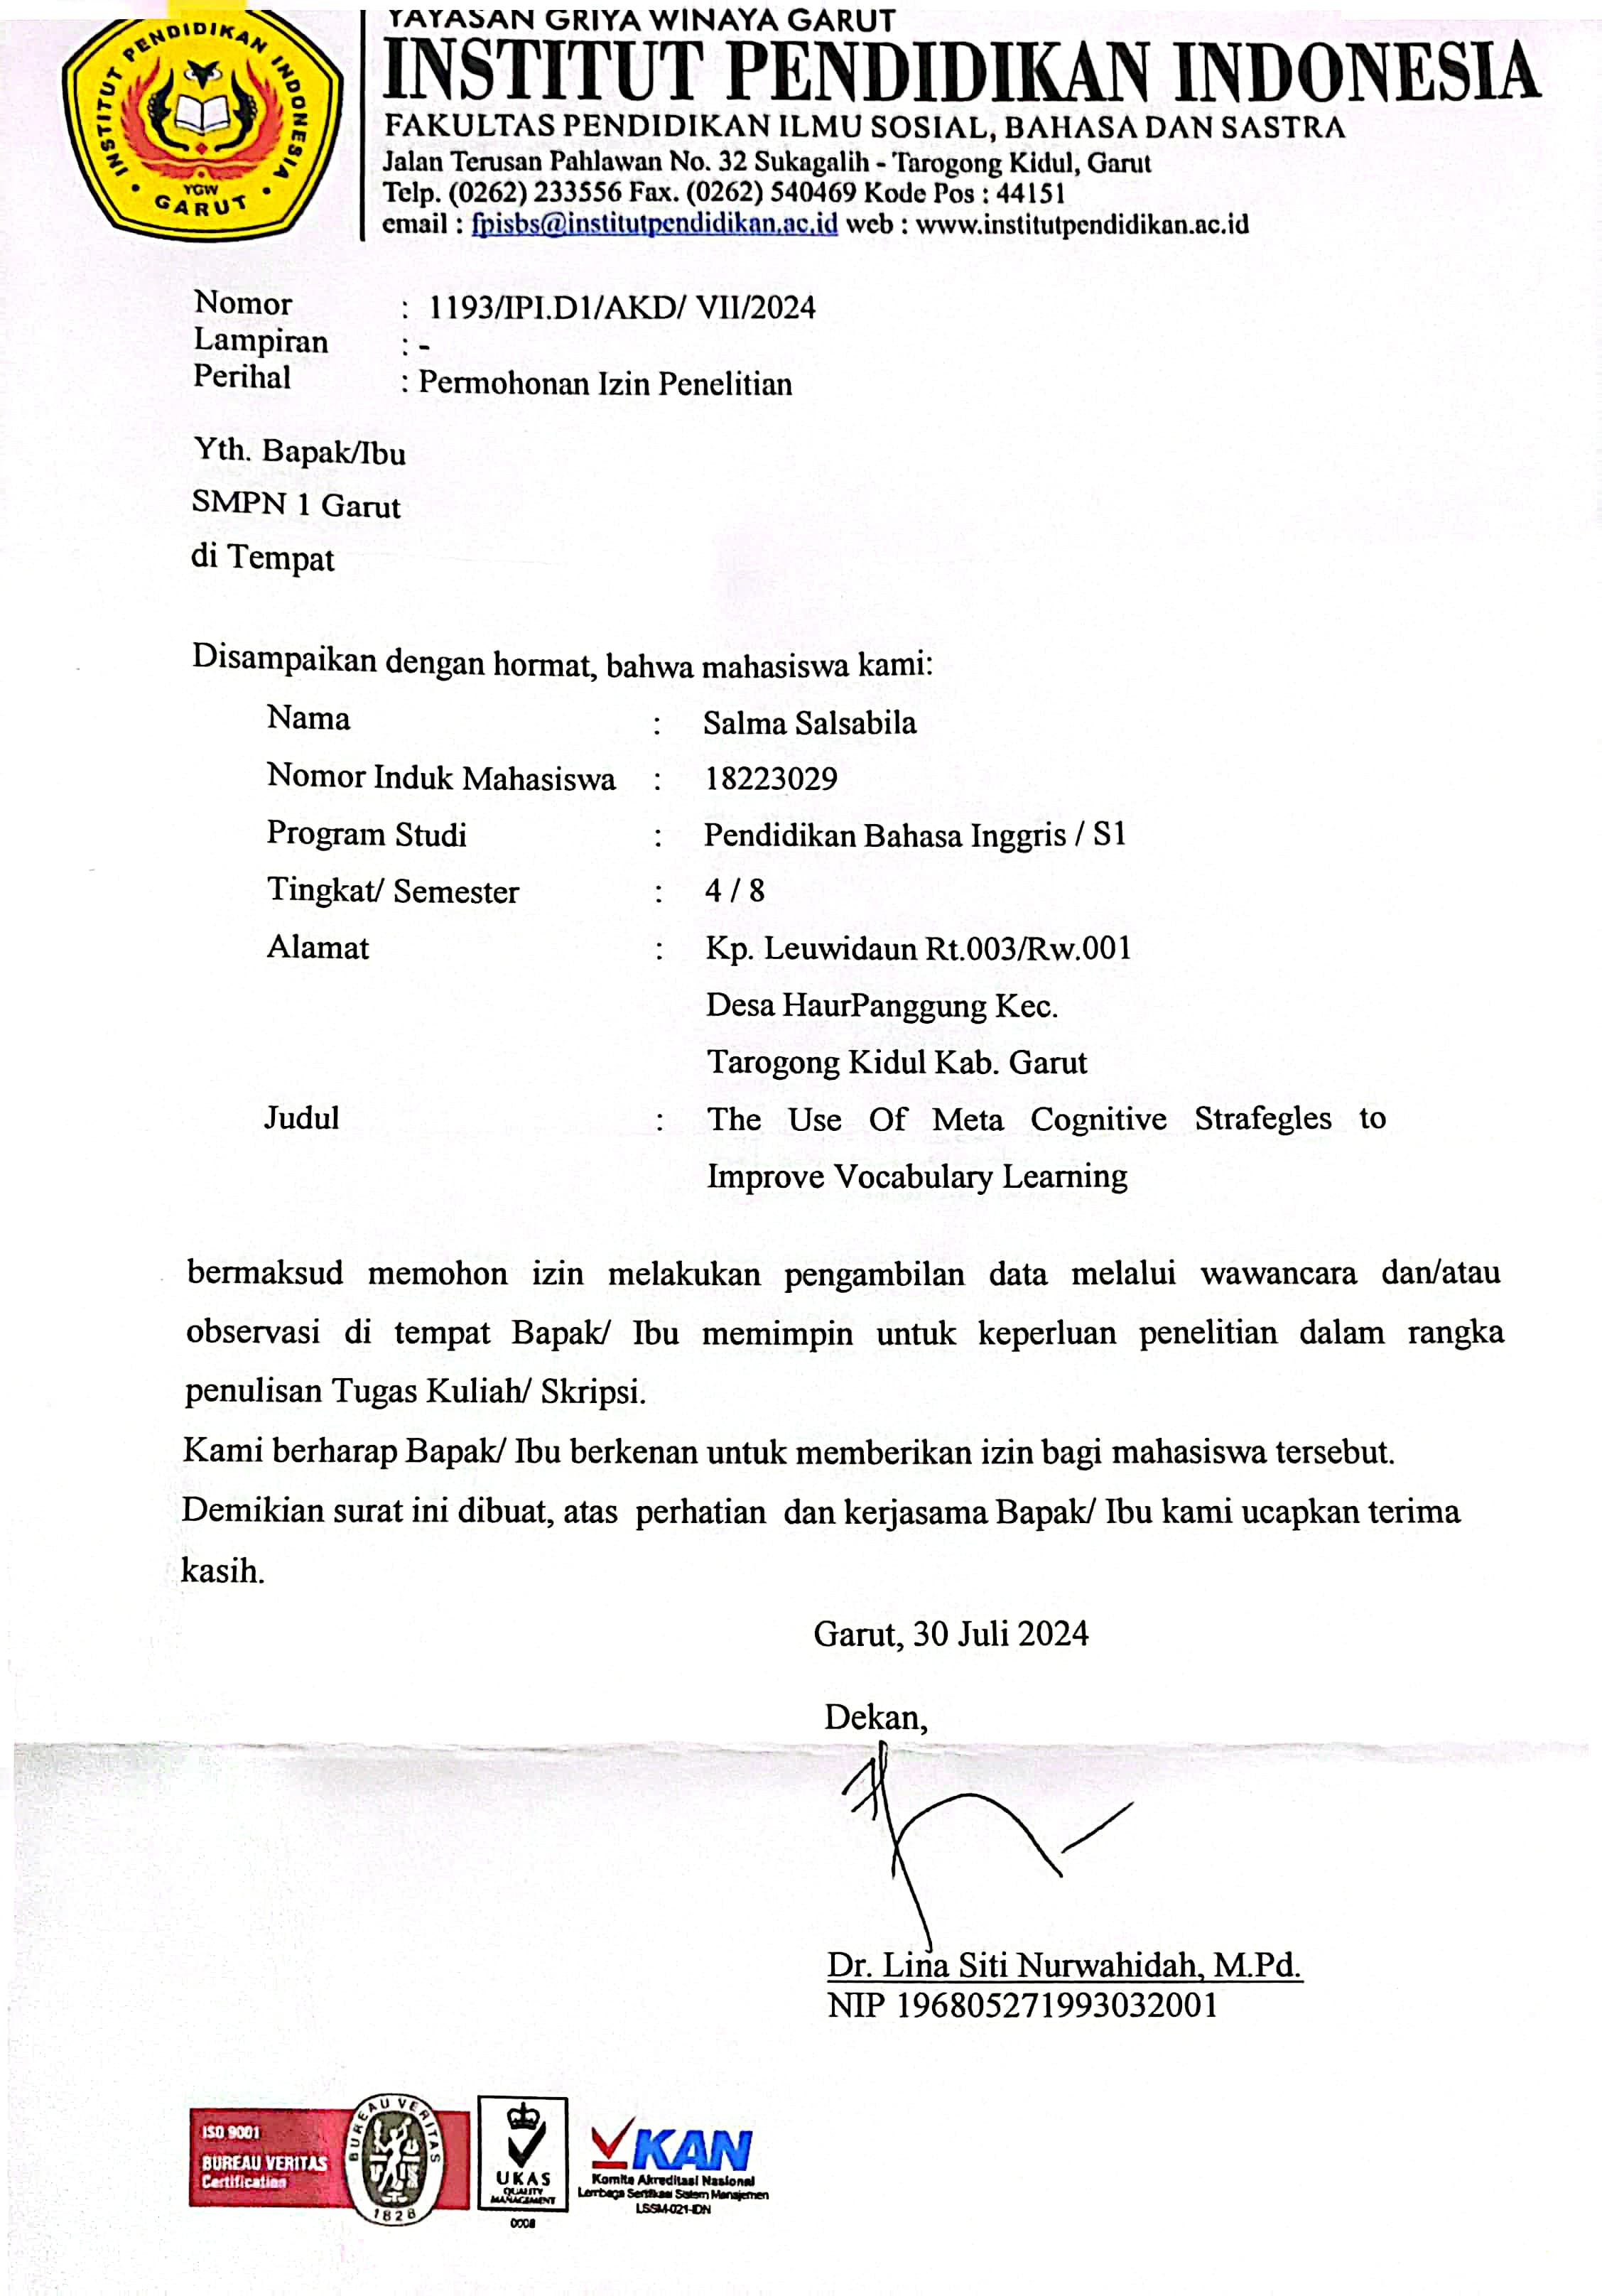 INSTITUT PENDIDIKAN INDONESIA
YGW
GARUT
YAYASAN GRIYA WINAYA GARUT
INSTITUT PENDIDIKAN INDONESIA
FAKULTAS PENDIDIKAN ILMU SOSIAL, BAHASA DAN SASTRA
Jalan Terusan Pahlawan No. 32 Sukagalih - Tarogong Kidul, Garut
Telp. (0262) 233556 Fax. (0262) 540469 Kode Pos : 44151
email : fpisbs@institutpendidikan.ac.id web : www.institutpendidikan.ac.id
Nomor : 1193/IPI.D1/AKD/ VII/2024
Lampiran : -
Perihal : Permohonan Izin Penelitian
Yth. Bapak/Ibu
SMPN 1 Garut
di Tempat
Disampaikan dengan hormat, bahwa mahasiswa kami:
Nama : Salma Salsabila
Nomor Induk Mahasiswa : 18223029
Program Studi : Pendidikan Bahasa Inggris / S1
Tingkat/ Semester : 4 / 8
Alamat : Kp. Leuwidaun Rt.003/Rw.001
Desa HaurPanggung Kec.
Tarogong Kidul Kab. Garut
Judul : The Use Of Meta Cognitive Strafegles to
Improve Vocabulary Learning
bermaksud memohon izin melakukan pengambilan data melalui wawancara dan/atau
observasi di tempat Bapak/ Ibu memimpin untuk keperluan penelitian dalam rangka
penulisan Tugas Kuliah/ Skripsi.
Kami berharap Bapak/ Ibu berkenan untuk memberikan izin bagi mahasiswa tersebut.
Demikian surat ini dibuat, atas perhatian dan kerjasama Bapak/ Ibu kami ucapkan terima
kasih.
Garut, 30 Juli 2024
Dekan,
Dr. Lina Siti Nurwahidah, M.Pd.
NIP 196805271993032001
ISO 9001
BUREAU VERITAS
Certification
BUREAU VERITAS
1828
UKAS
QUALITY
MANAGEMENT
0008
KAN
Komite Akreditasi Nasional
Lembaga Sertifikasi Sistem Manajemen
LSSM-021-IDN